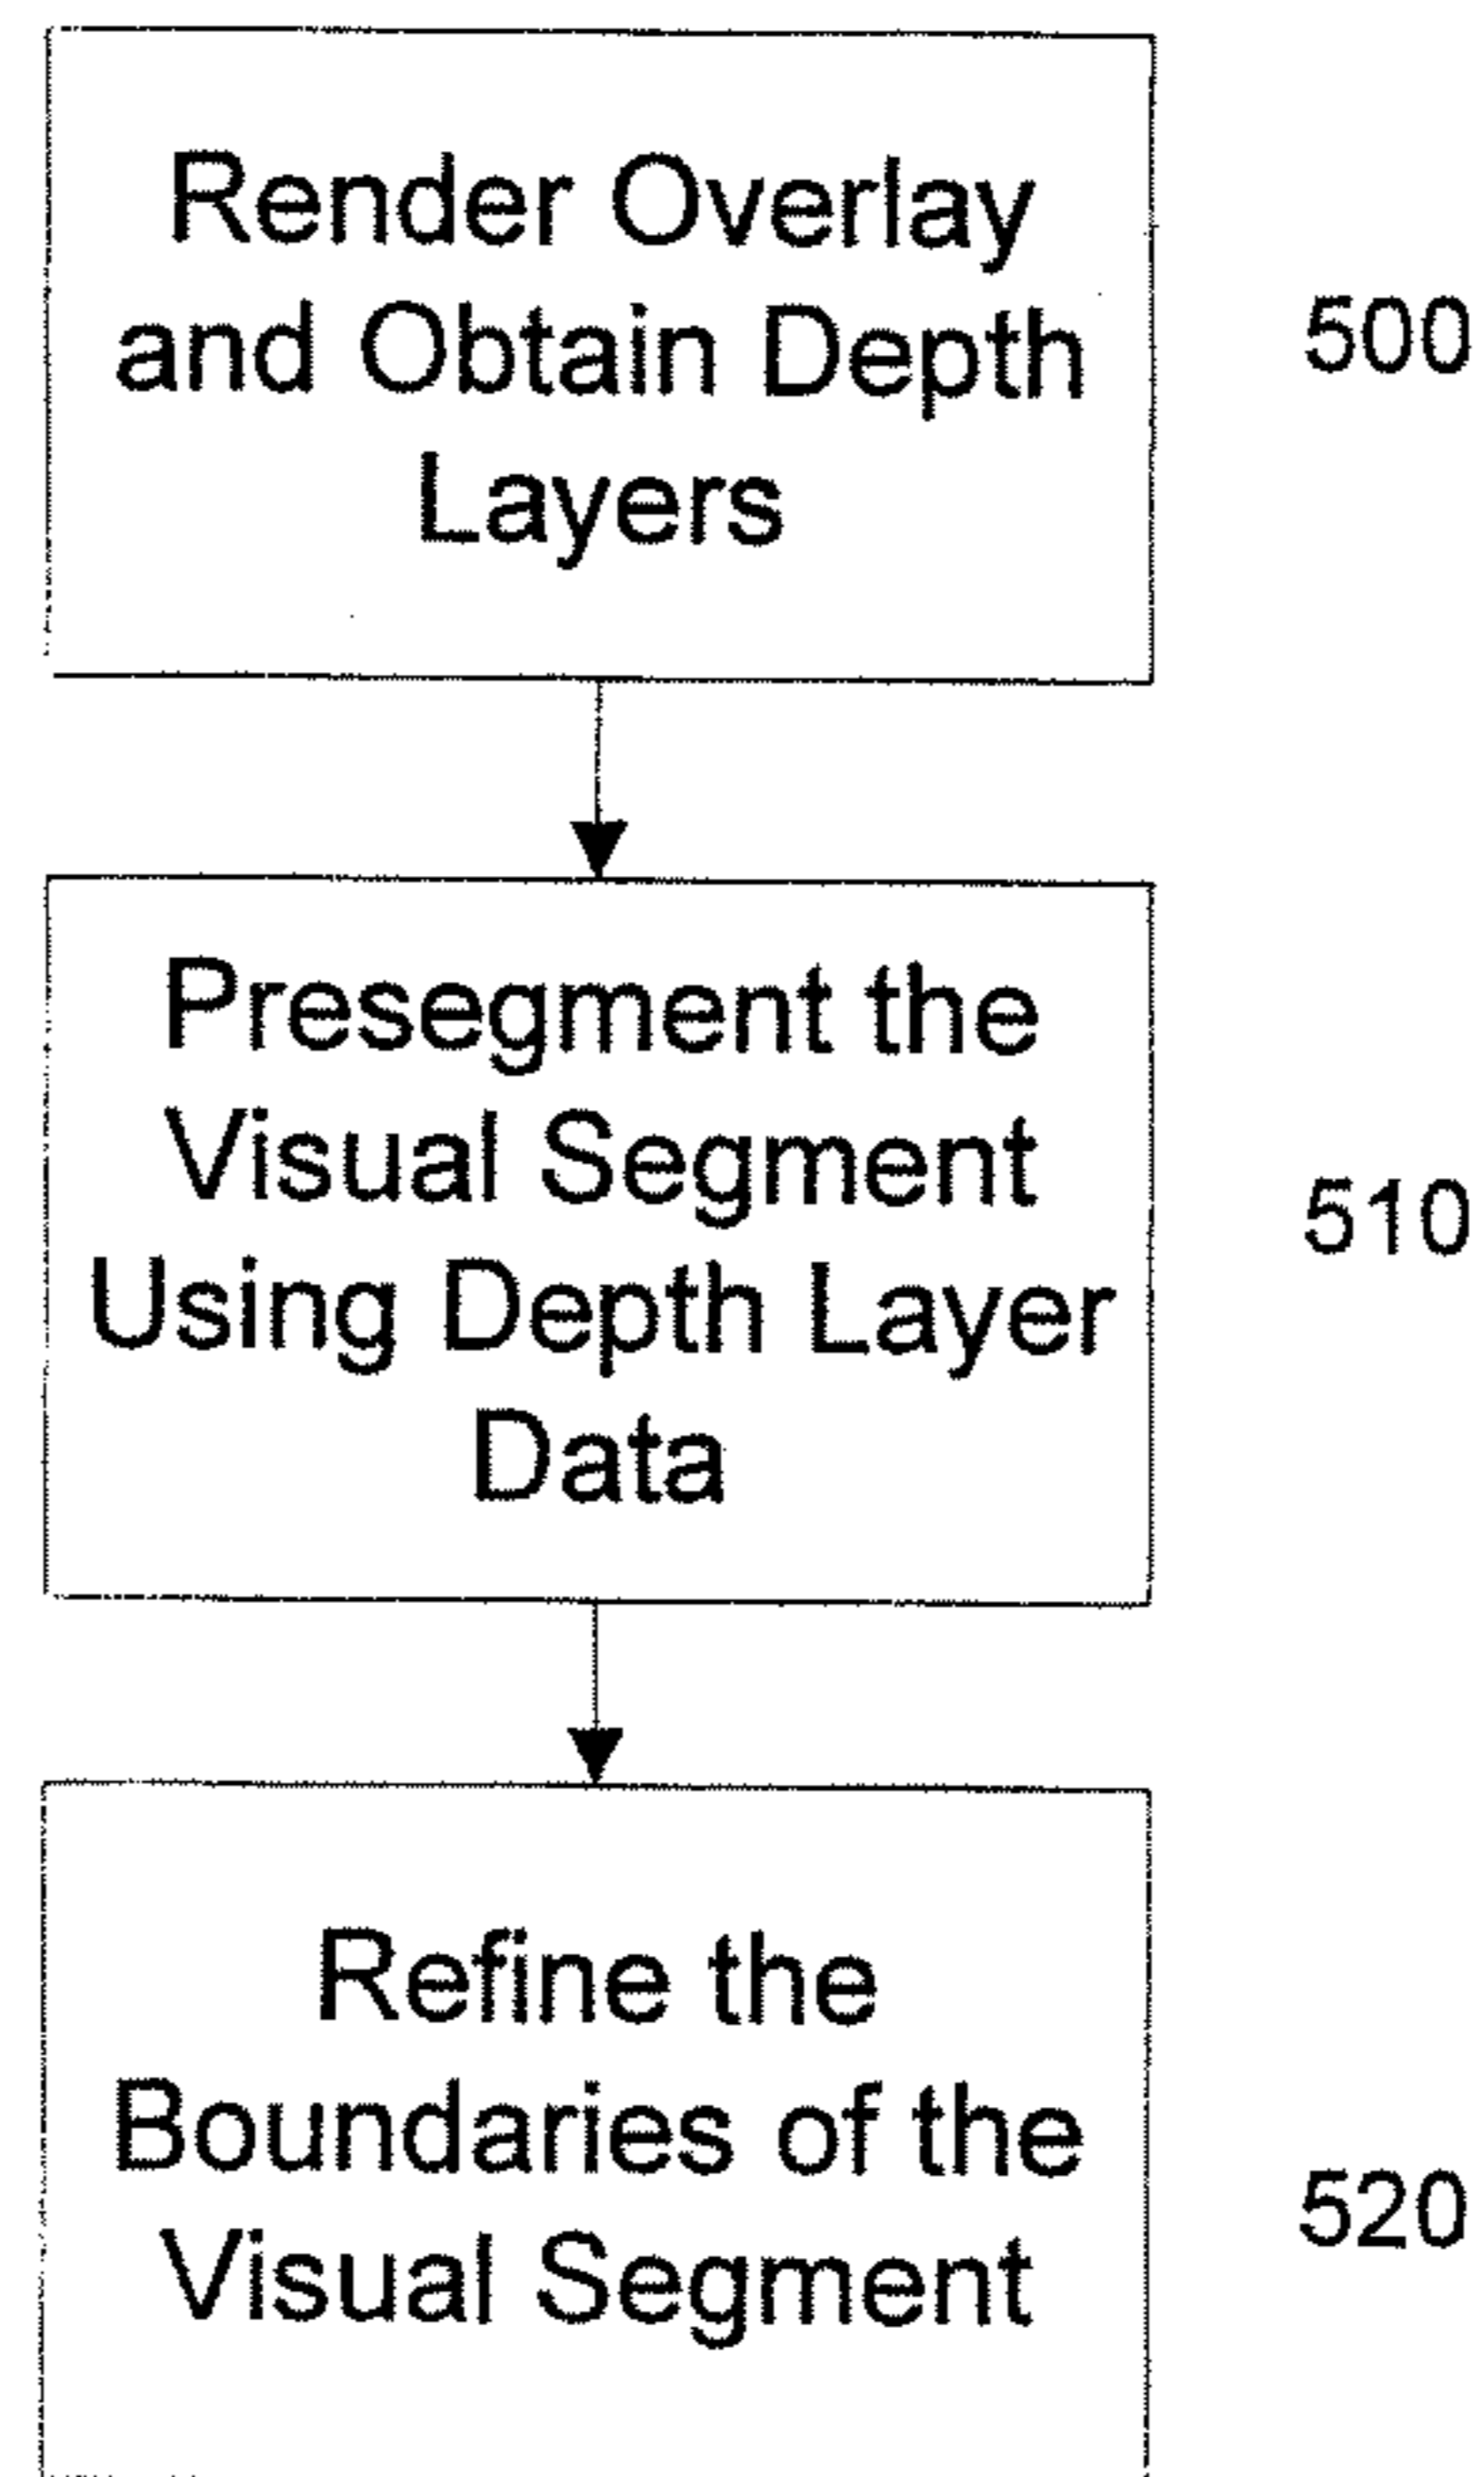 Render Overlay
and Obtain Depth
Layers
500
Presegment the
Visual Segment
Using Depth Layer
Data
510
Refine the
Boundaries of the
Visual Segment
520